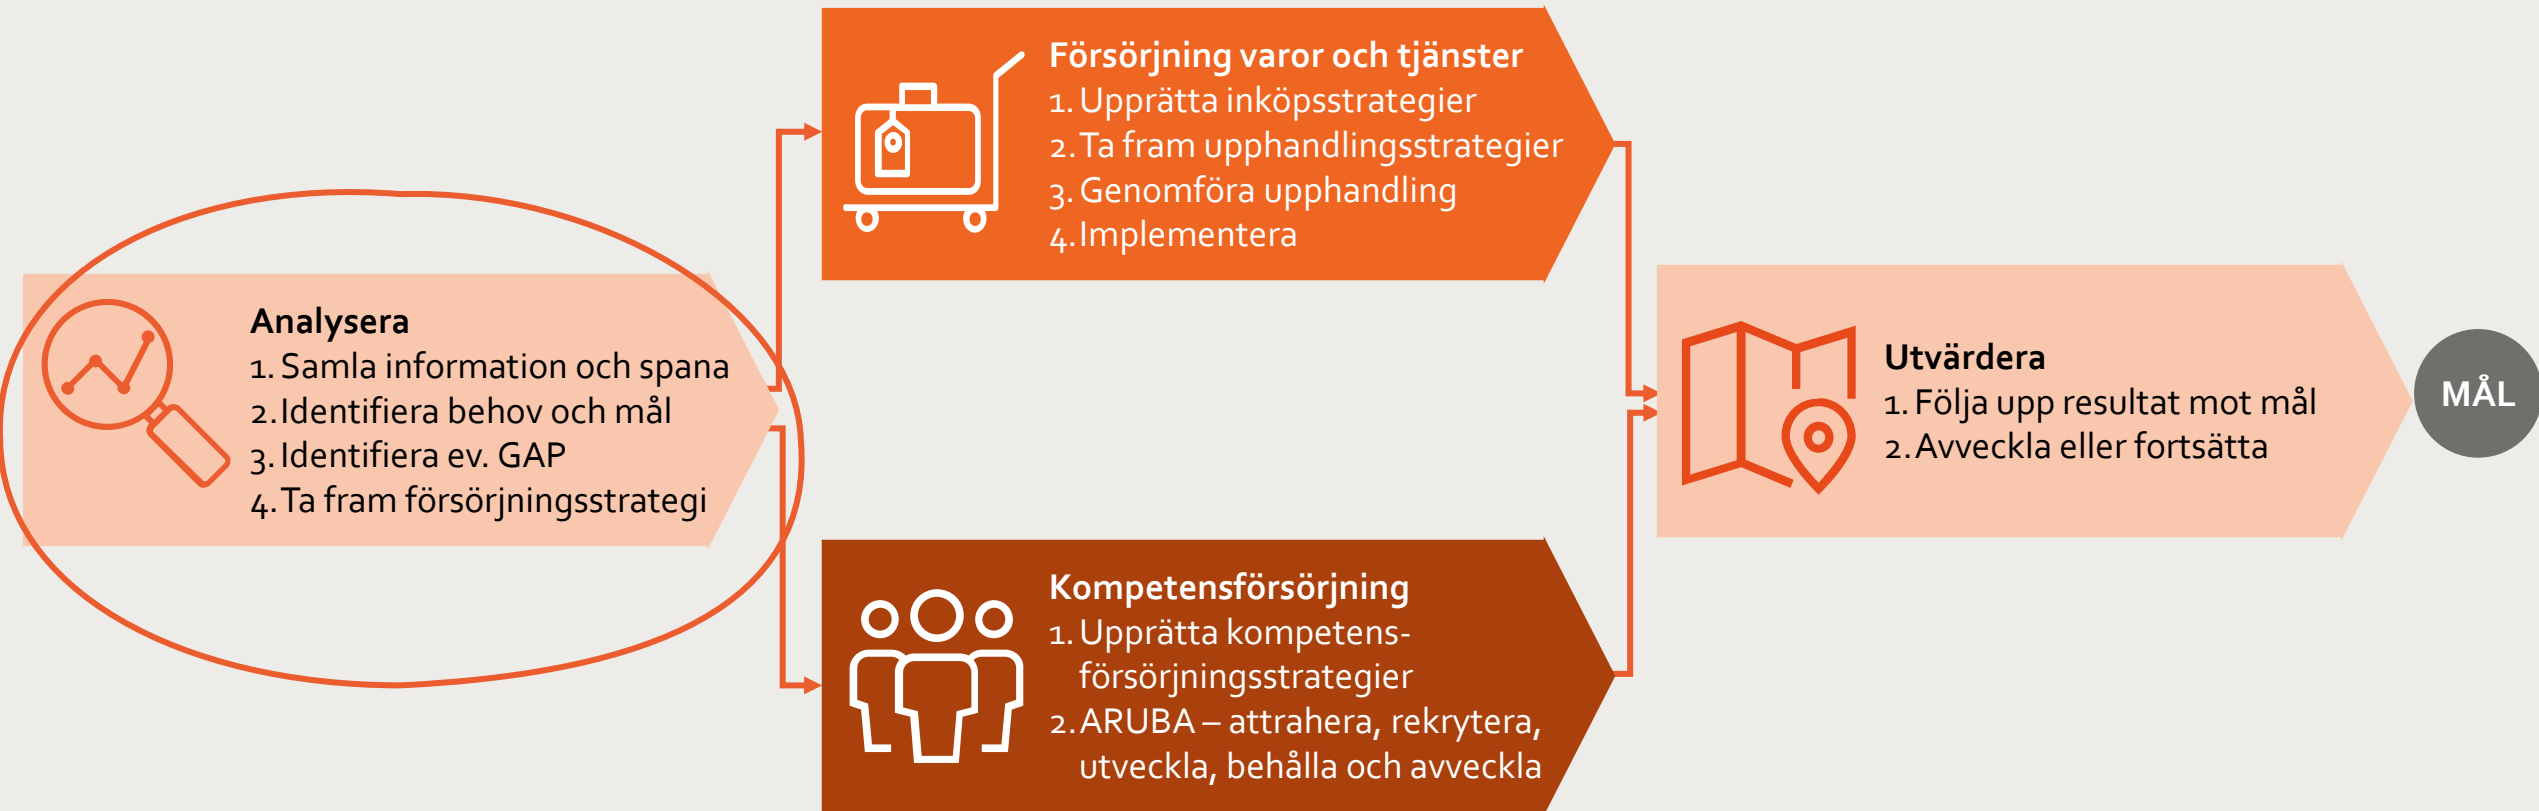 Försörjning varor och tjänster
1. Upprätta inköpsstrategier
2. Ta fram upphandlingsstrategier
3. Genomföra upphandling
4. Implementera
Analysera
1. Samla information och spana
2. Identifiera behov och mål
3. Identifiera ev. GAP
4. Ta fram försörjningsstrategi
Kompetensförsörjning
1. Upprätta kompetens-
försörjningsstrategier
2. ARUBA – attrahera, rekrytera,
utveckla, behålla och avveckla
Utvärdera
1. Följa upp resultat mot mål
2. Avveckla eller fortsätta
MÅL